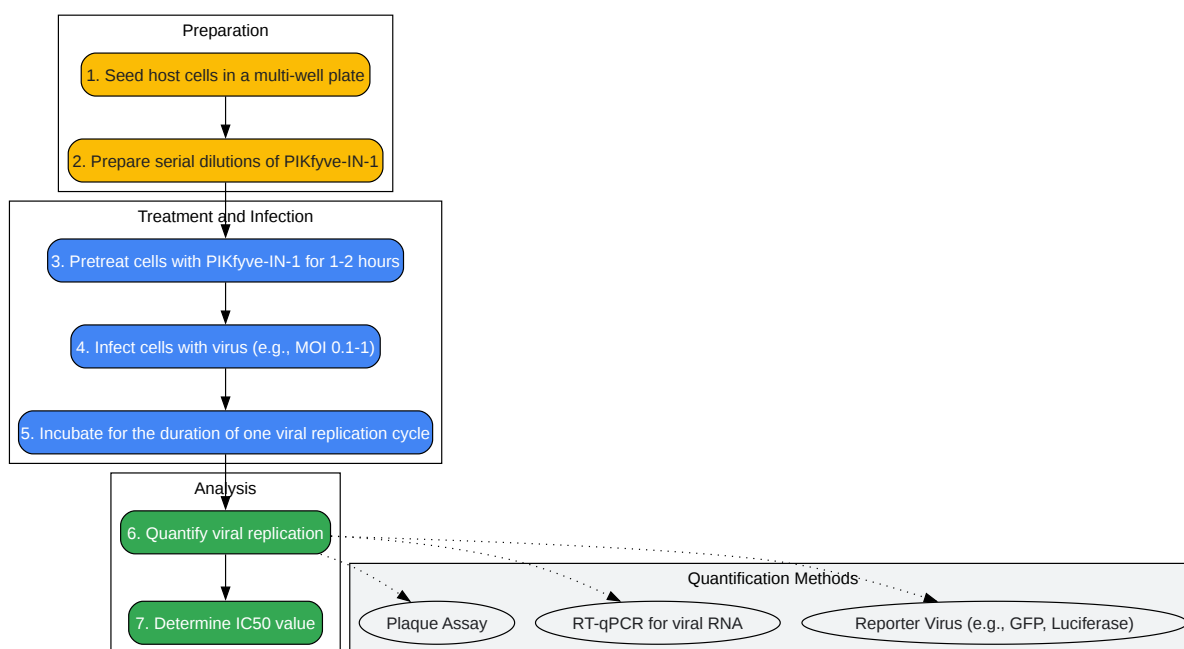 Preparation
1. Seed host cells in a multi-well plate
2. Prepare serial dilutions of PIKfyve-IN-1
Treatment and Infection
3. Pretreat cells with PIKfyve-IN-1 for 1-2 hours
4. Infect cells with virus (e.g., MOI 0.1-1)
5. Incubate for the duration of one viral replication cycle
Analysis
6. Quantify viral replication
7. Determine IC50 value
Quantification Methods
Plaque Assay
RT-qPCR for viral RNA
Reporter Virus (e.g., GFP, Luciferase)